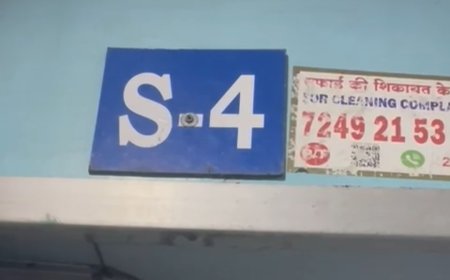 S-4
सफाई की शिकायत के
FOR CLEANING COMPLA
7249 21 53